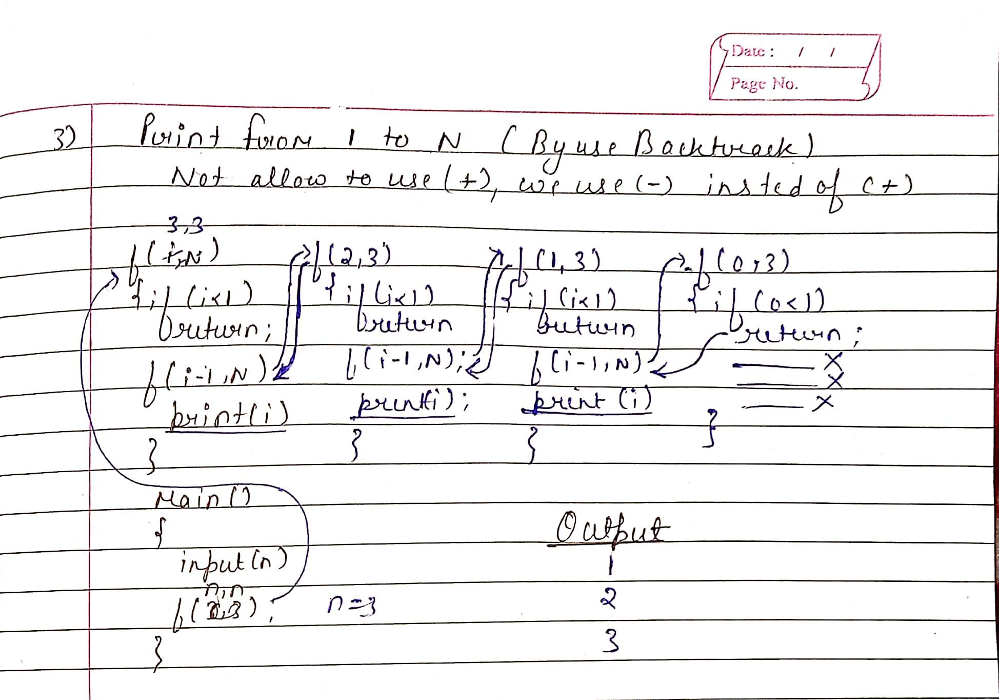 Date : / /
Page No.
3) Print from 1 to N (By use Backtrack)
Not allow to use (+), we use (-) insted of (+)
3,3
f(i,N)
{ if (i<1)
return;
f(i-1,N)
print(i)
}
f(2,3)
{ if (i<1)
return
f(i-1,N);
print(i);
}
f(1,3)
{ if (i<1)
return
f(i-1,N)
print (i)
}
f(0,3)
{ if (0<1)
return;
x
x
x
}
Main()
{
input(n)
n,n
f( );
n=3
}
Output
1
2
3